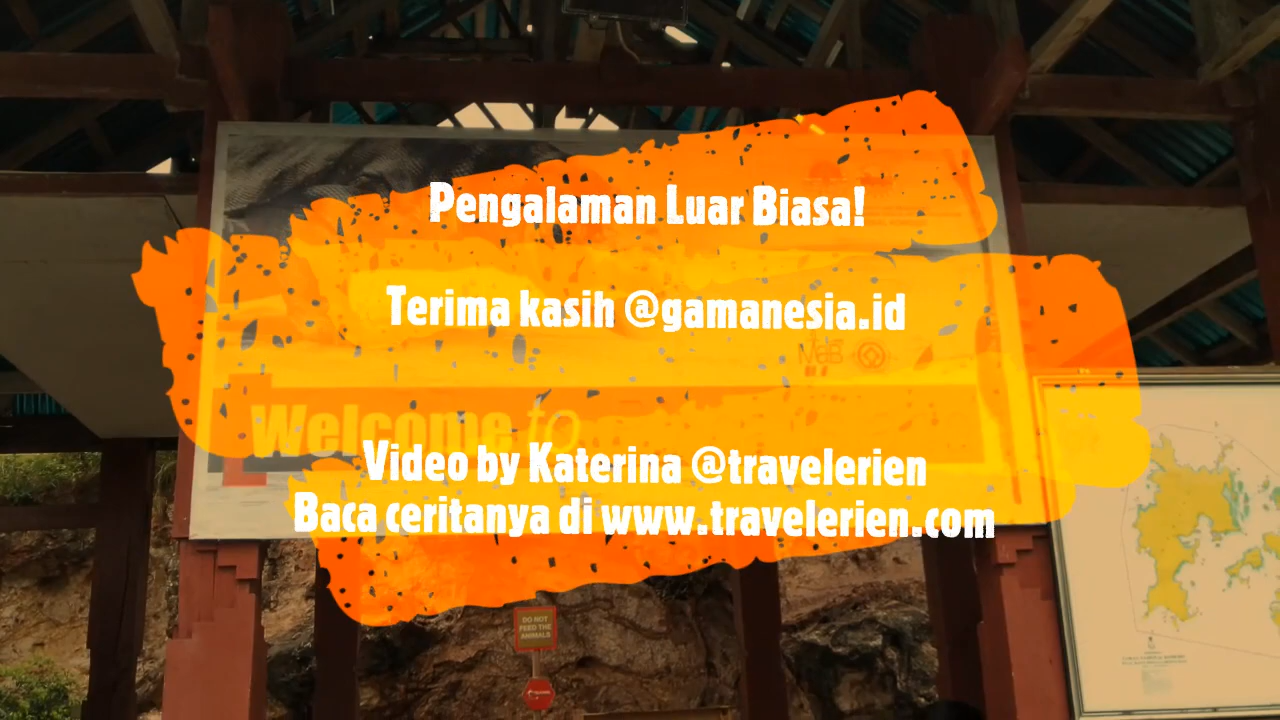 Pengalaman Luar Biasa!
Terima kasih @gamanesia.id
Welcome to
Video by Katerina @travelerien
Baca ceritanya di www.travelerien.com
DO NOT
FEED THE
ANIMALS